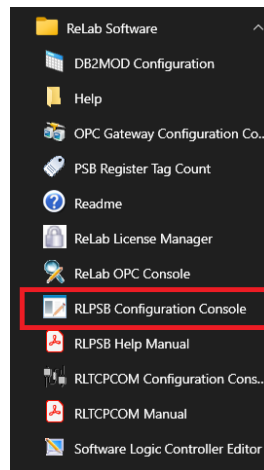 ReLab Software
DB2MOD Configuration
Help
OPC Gateway Configuration Co..
PSB Register Tag Count
Readme
ReLab License Manager
ReLab OPC Console
RLPSB Configuration Console
RLPSB Help Manual
RLTCPCOM Configuration Cons..
RLTCPCOM Manual
Software Logic Controller Editor